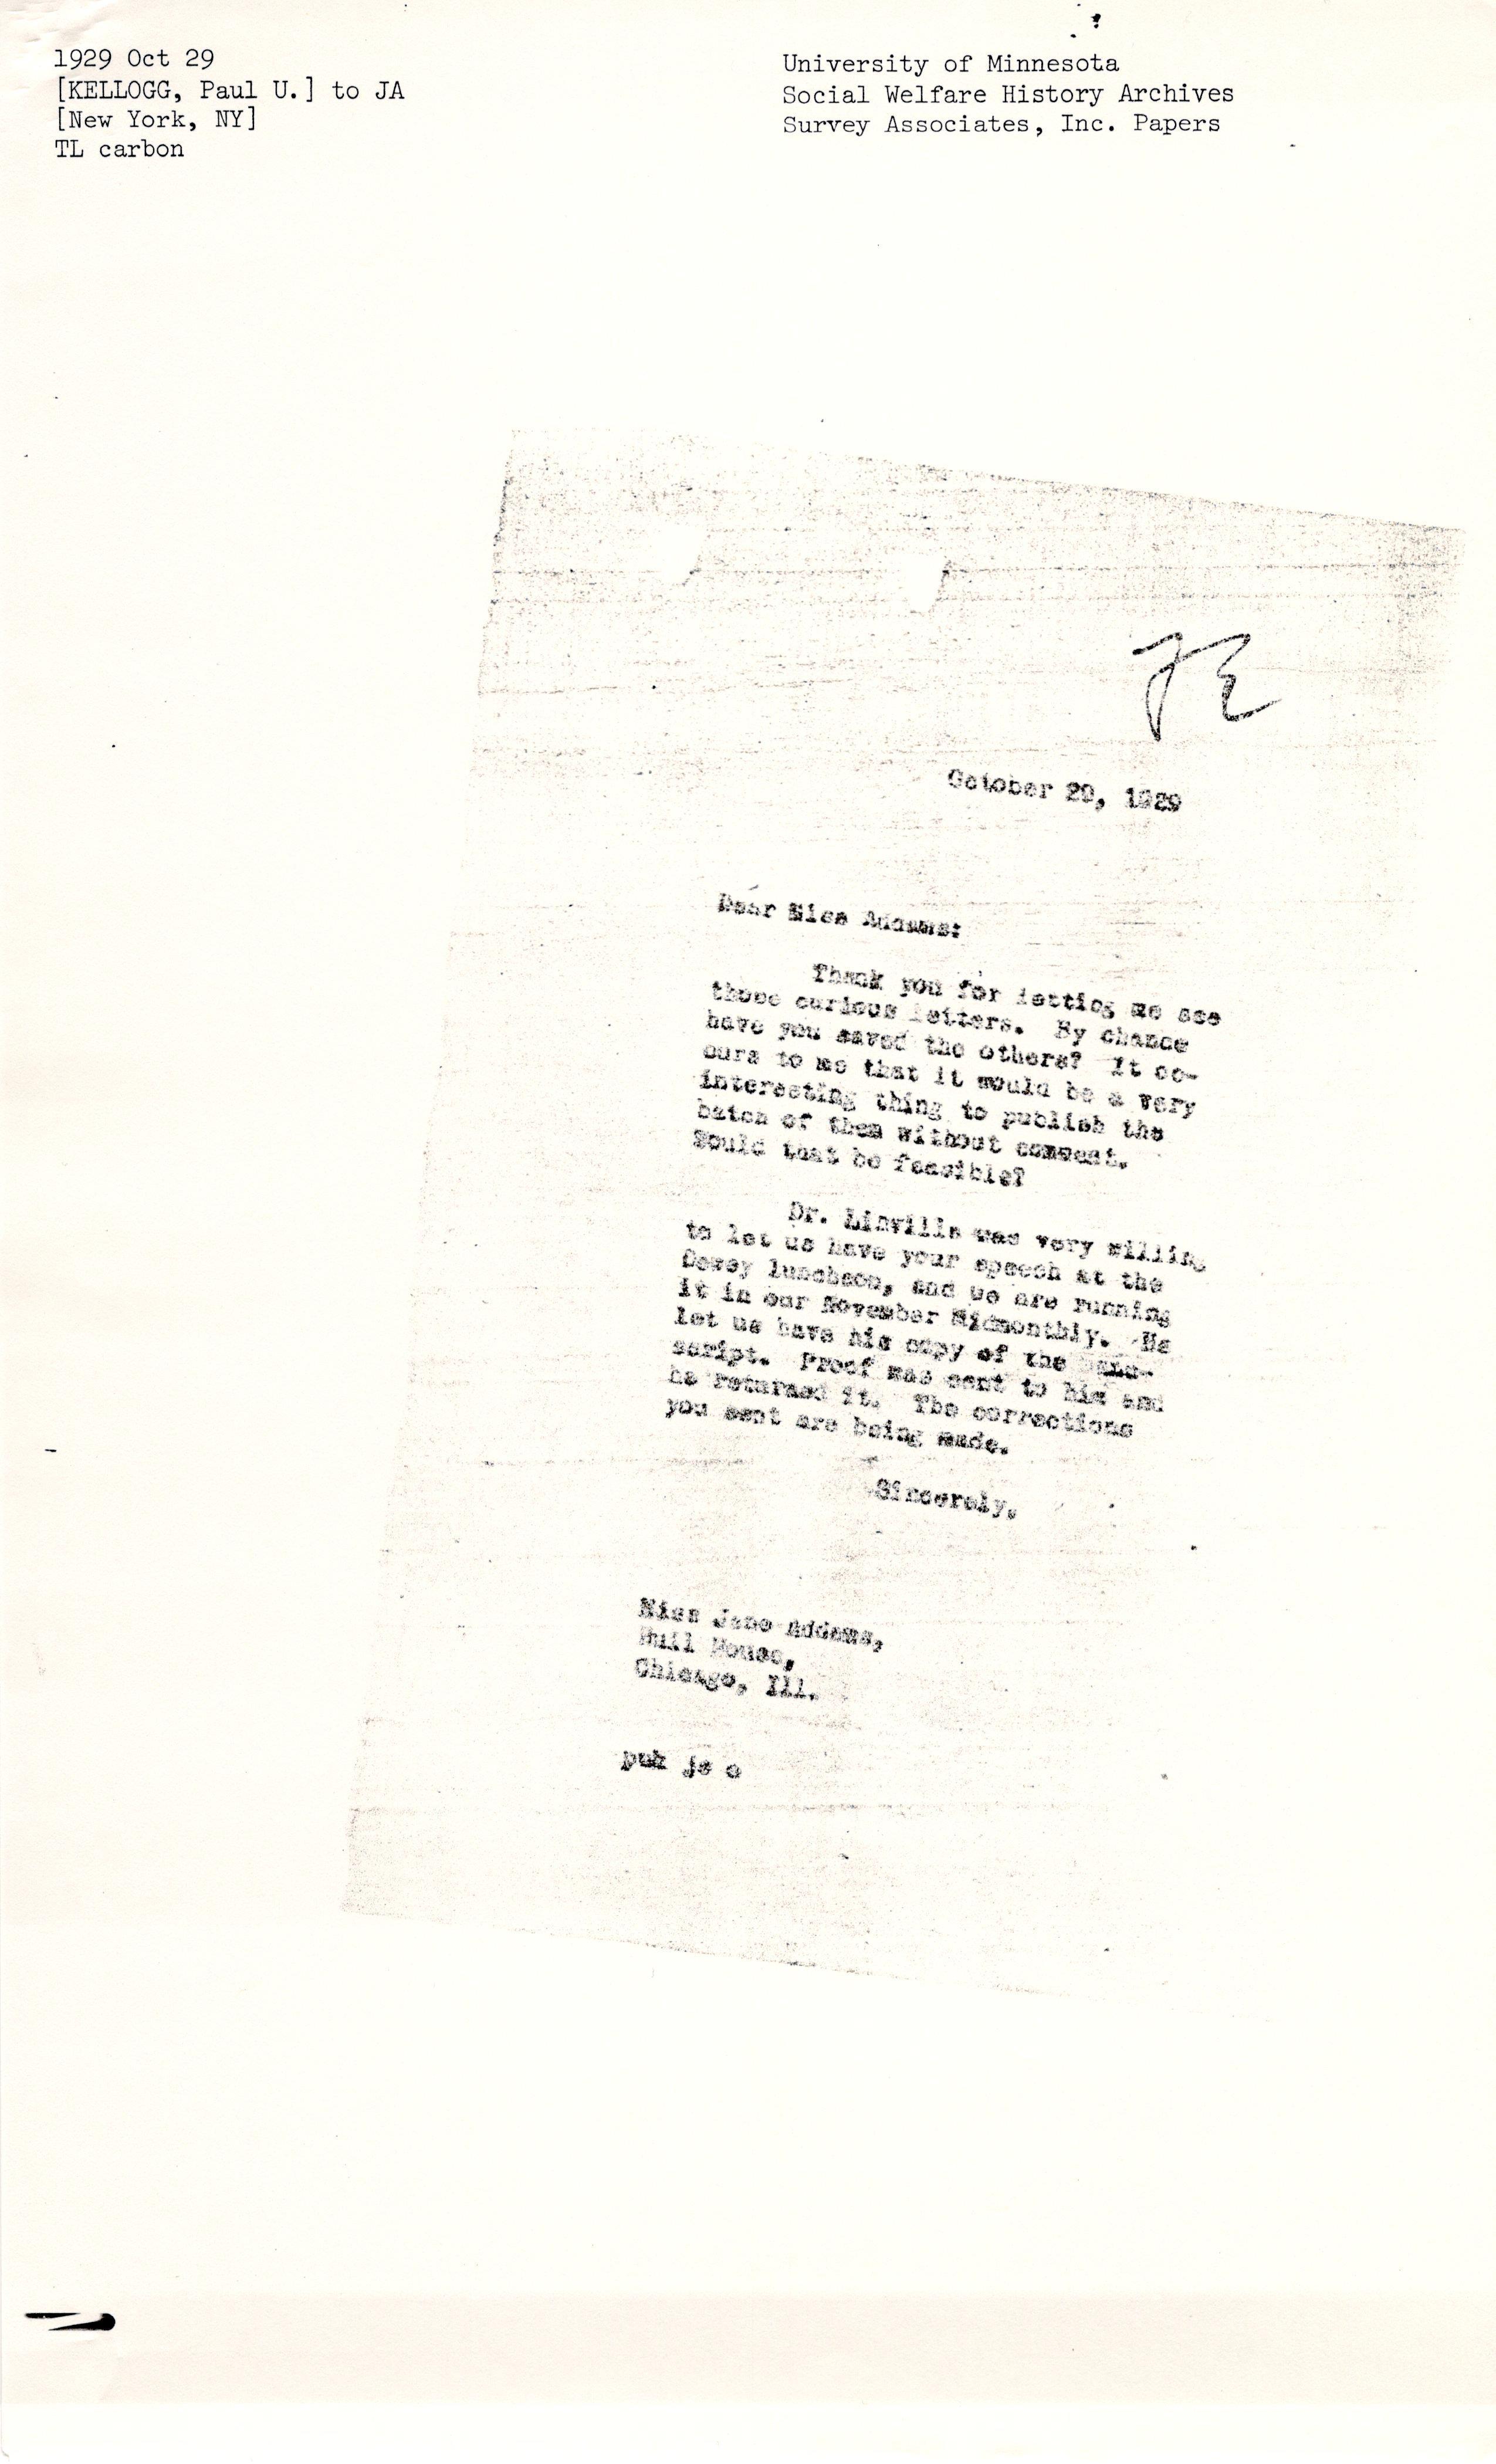 1929 Oct 29
[KELLOGG, Paul U.] to JA
[New York, NY]
TL carbon
University of Minnesota
Social Welfare History Archives
Survey Associates, Inc. Papers
October 29, 1929
Dear Miss Addams:
Thank you for letting me see
those curious letters. By chance
have you saved the others? It oc-
curs to me that it would be a very
interesting thing to publish the
batch of them without comment.
Would that be feasible?
Dr. Linville was very willing
to let us have your speech at the
Dewey luncheon, and we are running
it in our November Midmonthly. He
let us have his copy of the manu-
script. Proof was sent to him and
he returned it. The corrections
you sent are being made.
Sincerely,
Miss Jane Addams,
Hull House,
Chicago, Ill.
puk js o